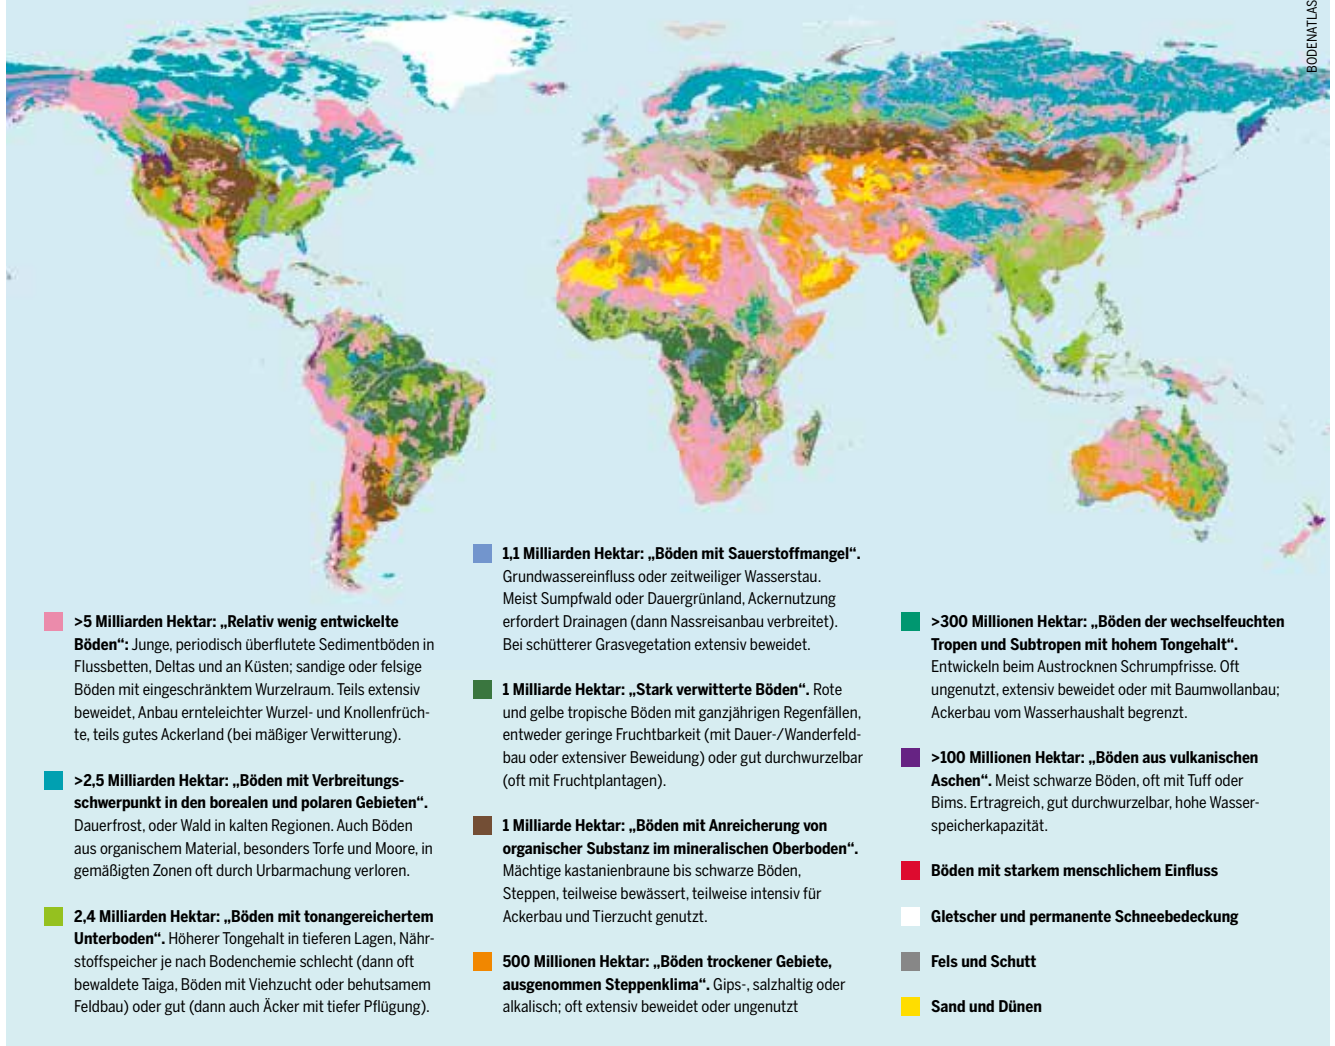 BODENATLAS
>5 Milliarden Hektar: „Relativ wenig entwickelte
Böden“: Junge, periodisch überflutete Sedimentböden in
Flussbetten, Deltas und an Küsten; sandige oder felsige
Böden mit eingeschränktem Wurzelraum. Teils extensiv
beweidet, Anbau ernteleichter Wurzel- und Knollenfrüch-
te, teils gutes Ackerland (bei mäßiger Verwitterung).
>2,5 Milliarden Hektar: „Böden mit Verbreitungs-
schwerpunkt in den borealen und polaren Gebieten“.
Dauerfrost, oder Wald in kalten Regionen. Auch Böden
aus organischem Material, besonders Torfe und Moore, in
gemäßigten Zonen oft durch Urbarmachung verloren.
2,4 Milliarden Hektar: „Böden mit tonangereichertem
Unterboden“. Höherer Tongehalt in tieferen Lagen, Nähr-
stoffspeicher je nach Bodenchemie schlecht (dann oft
bewaldete Taiga, Böden mit Viehzucht oder behutsamem
Feldbau) oder gut (dann auch Äcker mit tiefer Pflügung).
1,1 Milliarden Hektar: „Böden mit Sauerstoffmangel“.
Grundwassereinfluss oder zeitweiliger Wasserstau.
Meist Sumpfwald oder Dauergrünland, Ackernutzung
erfordert Drainagen (dann Nassreisanbau verbreitet).
Bei schütterer Grasvegetation extensiv beweidet.
1 Milliarde Hektar: „Stark verwitterte Böden“. Rote
und gelbe tropische Böden mit ganzjährigen Regenfällen,
entweder geringe Fruchtbarkeit (mit Dauer-/Wanderfeld-
bau oder extensiver Beweidung) oder gut durchwurzelbar
(oft mit Fruchtplantagen).
1 Milliarde Hektar: „Böden mit Anreicherung von
organischer Substanz im mineralischen Oberboden“.
Mächtige kastanienbraune bis schwarze Böden,
Steppen, teilweise bewässert, teilweise intensiv für
Ackerbau und Tierzucht genutzt.
500 Millionen Hektar: „Böden trockener Gebiete,
ausgenommen Steppenklima“. Gips-, salzhaltig oder
alkalisch; oft extensiv beweidet oder ungenutzt
>300 Millionen Hektar: „Böden der wechselfeuchten
Tropen und Subtropen mit hohem Tongehalt“.
Entwickeln beim Austrocknen Schrumpfrisse. Oft
ungenutzt, extensiv beweidet oder mit Baumwollanbau;
Ackerbau vom Wasserhaushalt begrenzt.
>100 Millionen Hektar: „Böden aus vulkanischen
Aschen“. Meist schwarze Böden, oft mit Tuff oder
Bims. Ertragreich, gut durchwurzelbar, hohe Wasser-
speicherkapazität.
Böden mit starkem menschlichem Einfluss
Gletscher und permanente Schneebedeckung
Fels und Schutt
Sand und Dünen